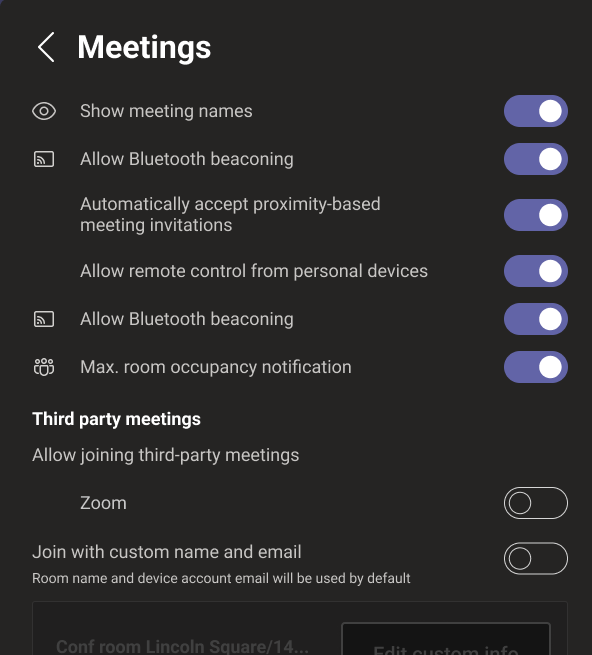 Meetings
Show meeting names
Allow Bluetooth beaconing
Automatically accept proximity-based
meeting invitations
Allow remote control from personal devices
Allow Bluetooth beaconing
Max. room occupancy notification
Third party meetings
Allow joining third-party meetings
Zoom
Join with custom name and email
Room name and device account email will be used by default
Conf room Lincoln Square/14...
Edit custom info